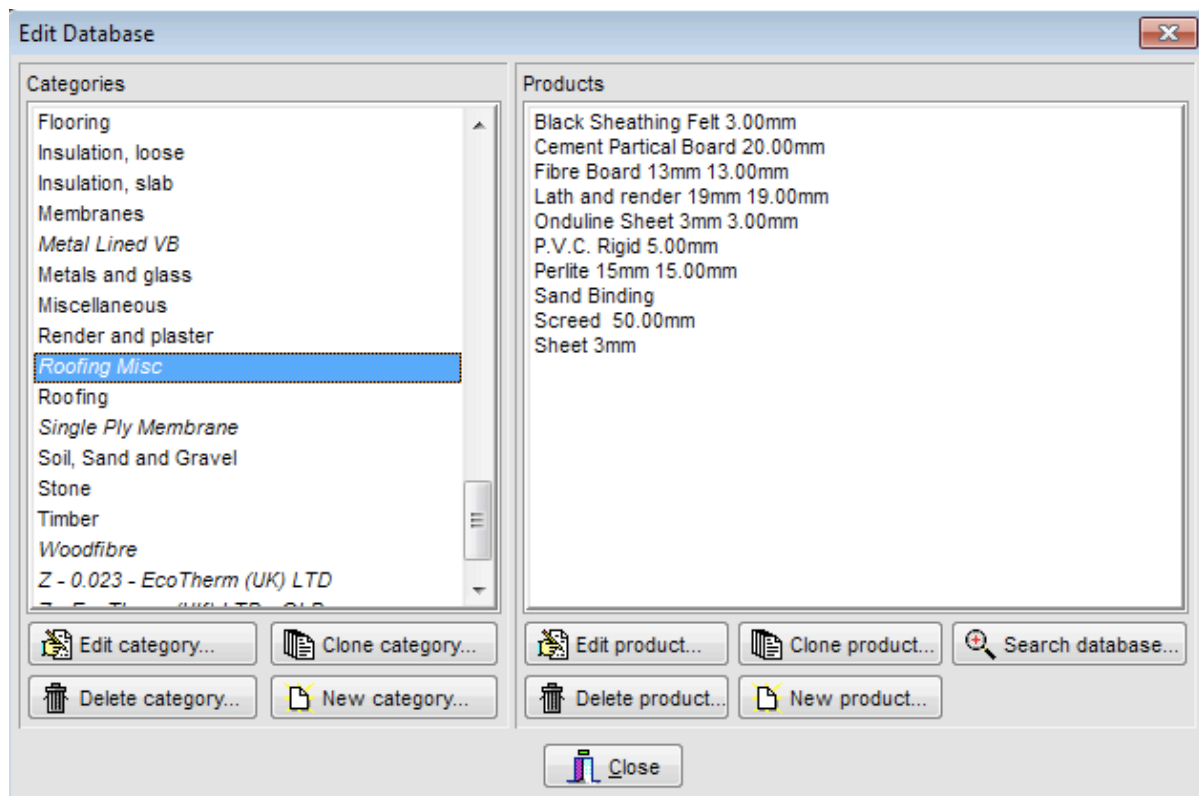 Edit Database
Categories
Flooring
Insulation, loose
Insulation, slab
Membranes
Metal Lined VB
Metals and glass
Miscellaneous
Render and plaster
Roofing Misc
Roofing
Single Ply Membrane
Soil, Sand and Gravel
Stone
Timber
Woodfibre
Z - 0.023 - EcoTherm (UK) LTD
Edit category...
Clone category...
Delete category...
New category...
Products
Black Sheathing Felt 3.00mm
Cement Partical Board 20.00mm
Fibre Board 13mm 13.00mm
Lath and render 19mm 19.00mm
Onduline Sheet 3mm 3.00mm
P.V.C. Rigid 5.00mm
Perlite 15mm 15.00mm
Sand Binding
Screed  50.00mm
Sheet 3mm
Edit product...
Clone product...
Search database...
Delete product...
New product...
Close